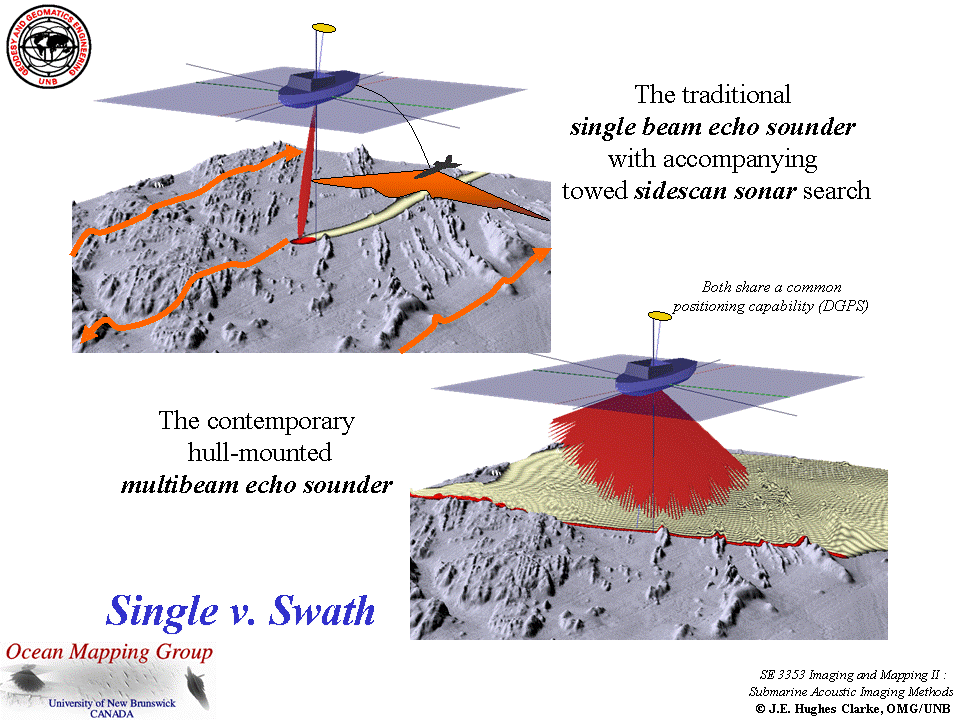 GEODESY AND GEOMATICS ENGINEERING
UNB
The traditional
single beam echo sounder
with accompanying
towed sidescan sonar search
Both share a common
positioning capability (DGPS)
The contemporary
hull-mounted
multibeam echo sounder
Single v. Swath
Ocean Mapping Group
University of New Brunswick
CANADA
SE 3353 Imaging and Mapping II :
Submarine Acoustic Imaging Methods
© J.E. Hughes Clarke, OMG/UNB